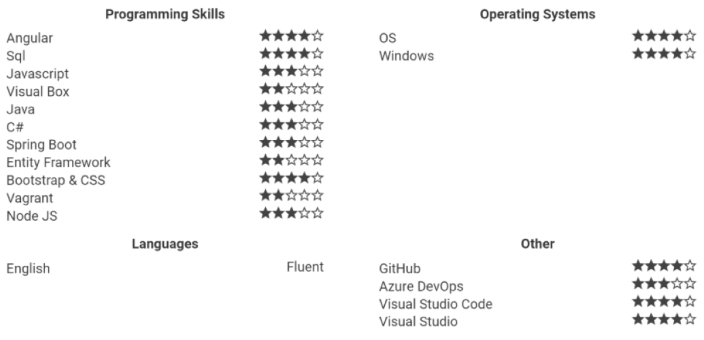 Programming Skills
Angular ★★★★☆
Sql ★★★★☆
Javascript ★★★☆☆
Visual Box ★★☆☆☆
Java ★★★☆☆
C# ★★★☆☆
Spring Boot ★★★☆☆
Entity Framework ★★☆☆☆
Bootstrap & CSS ★★★★☆
Vagrant ★★☆☆☆
Node JS ★★★☆☆
Operating Systems
OS ★★★★☆
Windows ★★★★☆
Languages
English Fluent
Other
GitHub ★★★★☆
Azure DevOps ★★★☆☆
Visual Studio Code ★★★★☆
Visual Studio ★★★★☆